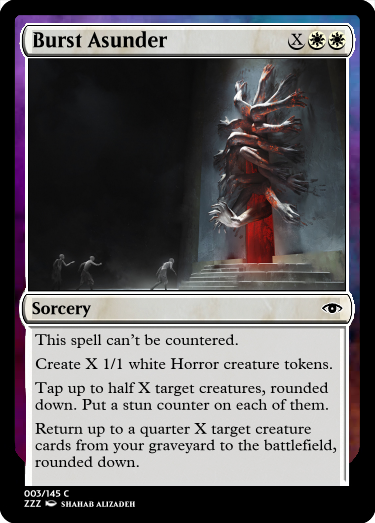 Burst Asunder X
Sorcery
This spell can't be countered.
Create X 1/1 white Horror creature tokens.
Tap up to half X target creatures, rounded
down. Put a stun counter on each of them.
Return up to a quarter X target creature
cards from your graveyard to the battlefield,
rounded down.
003/145 C
ZZZ SHAHAB ALIZADEH